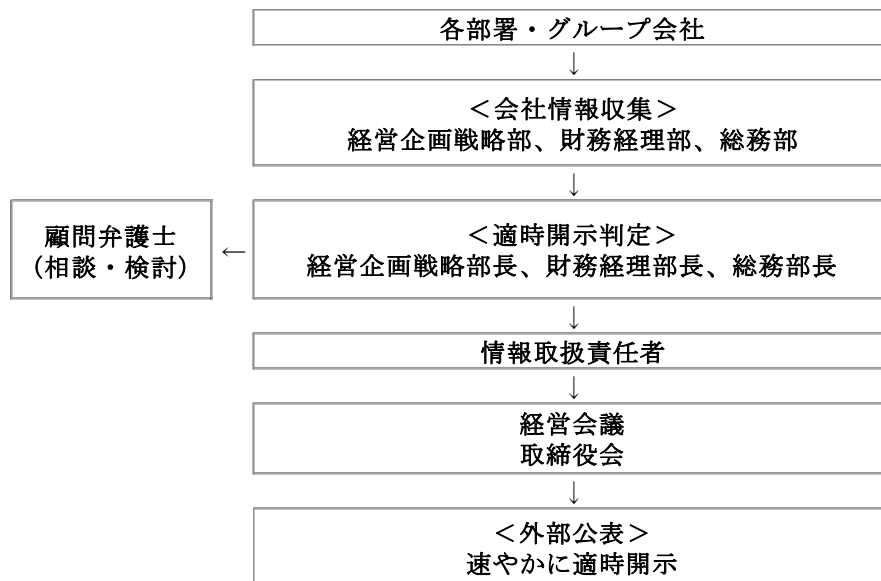 各部署・グループ会社
↓
＜会社情報収集＞
経営企画戦略部、財務経理部、総務部
↓
顧問弁護士
（相談・検討）
←
＜適時開示判定＞
経営企画戦略部長、財務経理部長、総務部長
↓
情報取扱責任者
↓
経営会議
取締役会
↓
＜外部公表＞
速やかに適時開示